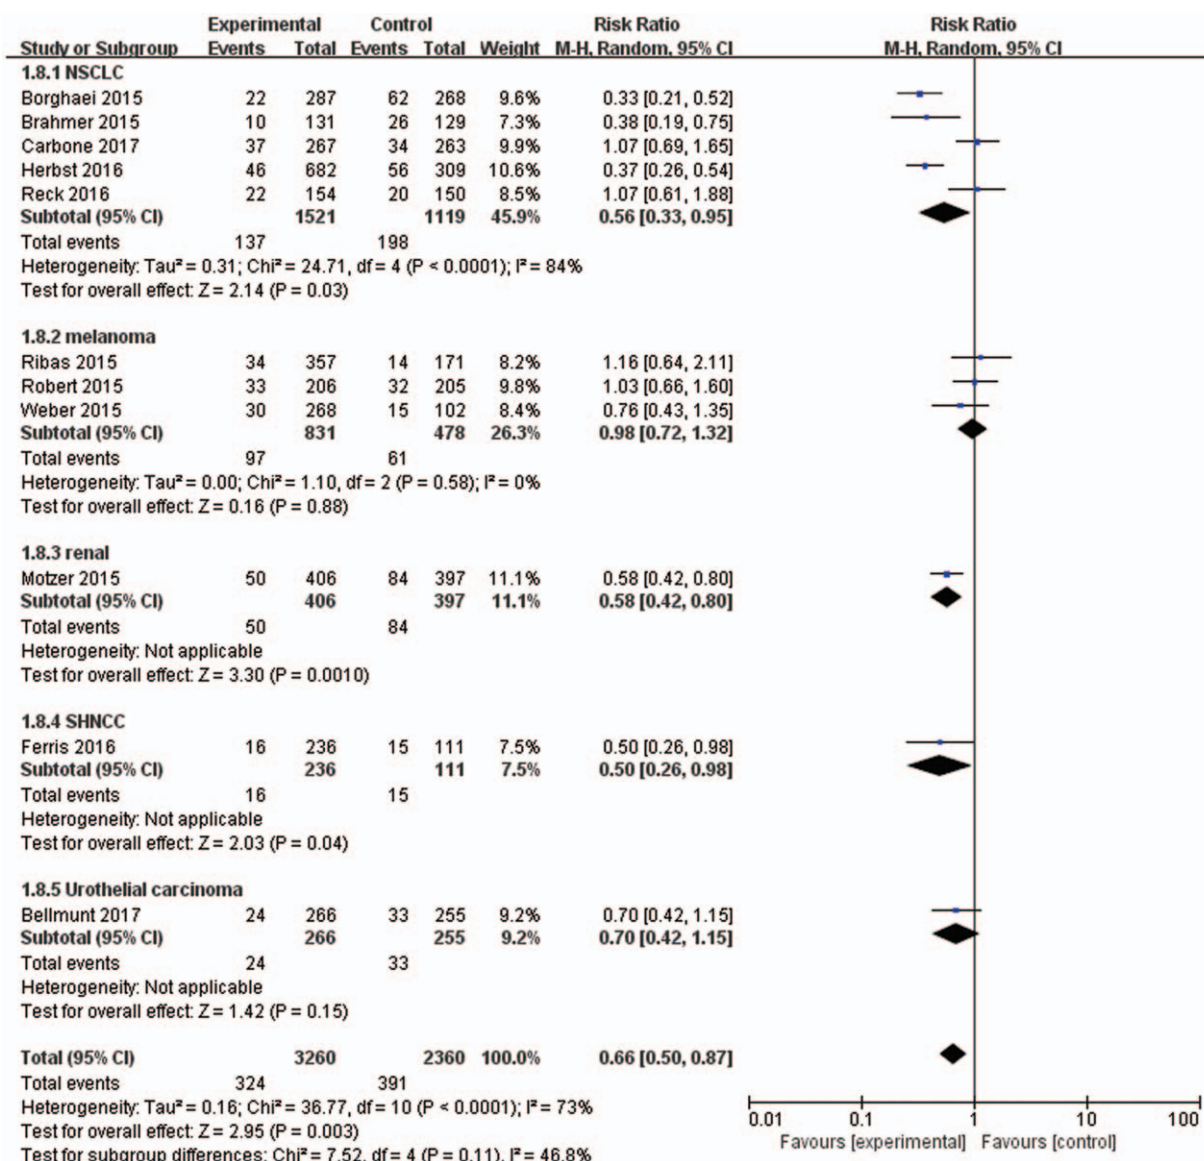 Experimental Control Risk Ratio Risk Ratio
Study or Subgroup Events Total Events Total Weight M-H, Random, 95% CI M-H, Random, 95% CI
1.8.1 NSCLC
Borghaei 2015 22 287 62 268 9.6% 0.33 [0.21, 0.52]
Brahmer 2015 10 131 26 129 7.3% 0.38 [0.19, 0.75]
Carbone 2017 37 267 34 263 9.9% 1.07 [0.69, 1.65]
Herbst 2016 46 682 56 309 10.6% 0.37 [0.26, 0.54]
Reck 2016 22 154 20 150 8.5% 1.07 [0.61, 1.88]
Subtotal (95% CI) 1521 1119 45.9% 0.56 [0.33, 0.95]
Total events 137 198
Heterogeneity: Tau² = 0.31; Chi² = 24.71, df = 4 (P < 0.0001); I² = 84%
Test for overall effect: Z = 2.14 (P = 0.03)
1.8.2 melanoma
Ribas 2015 34 357 14 171 8.2% 1.16 [0.64, 2.11]
Robert 2015 33 206 32 205 9.8% 1.03 [0.66, 1.60]
Weber 2015 30 268 15 102 8.4% 0.76 [0.43, 1.35]
Subtotal (95% CI) 831 478 26.3% 0.98 [0.72, 1.32]
Total events 97 61
Heterogeneity: Tau² = 0.00; Chi² = 1.10, df = 2 (P = 0.58); I² = 0%
Test for overall effect: Z = 0.16 (P = 0.88)
1.8.3 renal
Motzer 2015 50 406 84 397 11.1% 0.58 [0.42, 0.80]
Subtotal (95% CI) 406 397 11.1% 0.58 [0.42, 0.80]
Total events 50 84
Heterogeneity: Not applicable
Test for overall effect: Z = 3.30 (P = 0.0010)
1.8.4 SHNCC
Ferris 2016 16 236 15 111 7.5% 0.50 [0.26, 0.98]
Subtotal (95% CI) 236 111 7.5% 0.50 [0.26, 0.98]
Total events 16 15
Heterogeneity: Not applicable
Test for overall effect: Z = 2.03 (P = 0.04)
1.8.5 Urothelial carcinoma
Bellmunt 2017 24 266 33 255 9.2% 0.70 [0.42, 1.15]
Subtotal (95% CI) 266 255 9.2% 0.70 [0.42, 1.15]
Total events 24 33
Heterogeneity: Not applicable
Test for overall effect: Z = 1.42 (P = 0.15)
Total (95% CI) 3260 2360 100.0% 0.66 [0.50, 0.87]
Total events 324 391
Heterogeneity: Tau² = 0.16; Chi² = 36.77, df = 10 (P < 0.0001); I² = 73%
Test for overall effect: Z = 2.95 (P = 0.003)
Test for subgroup differences: Chi² = 7.52, df = 4 (P = 0.11), I² = 46.8%
0.01 0.1 1 10 100
Favours [experimental] Favours [control]